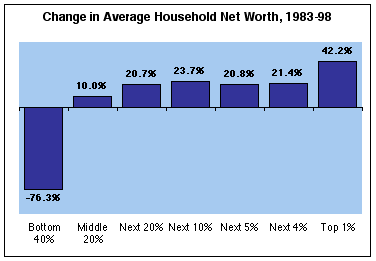 Change in Average Household Net Worth, 1983-98
42.2%
10.0%
20.7%
23.7%
20.8%
21.4%
-76.3%
Bottom 40%
Middle 20%
Next 20%
Next 10%
Next 5%
Next 4%
Top 1%